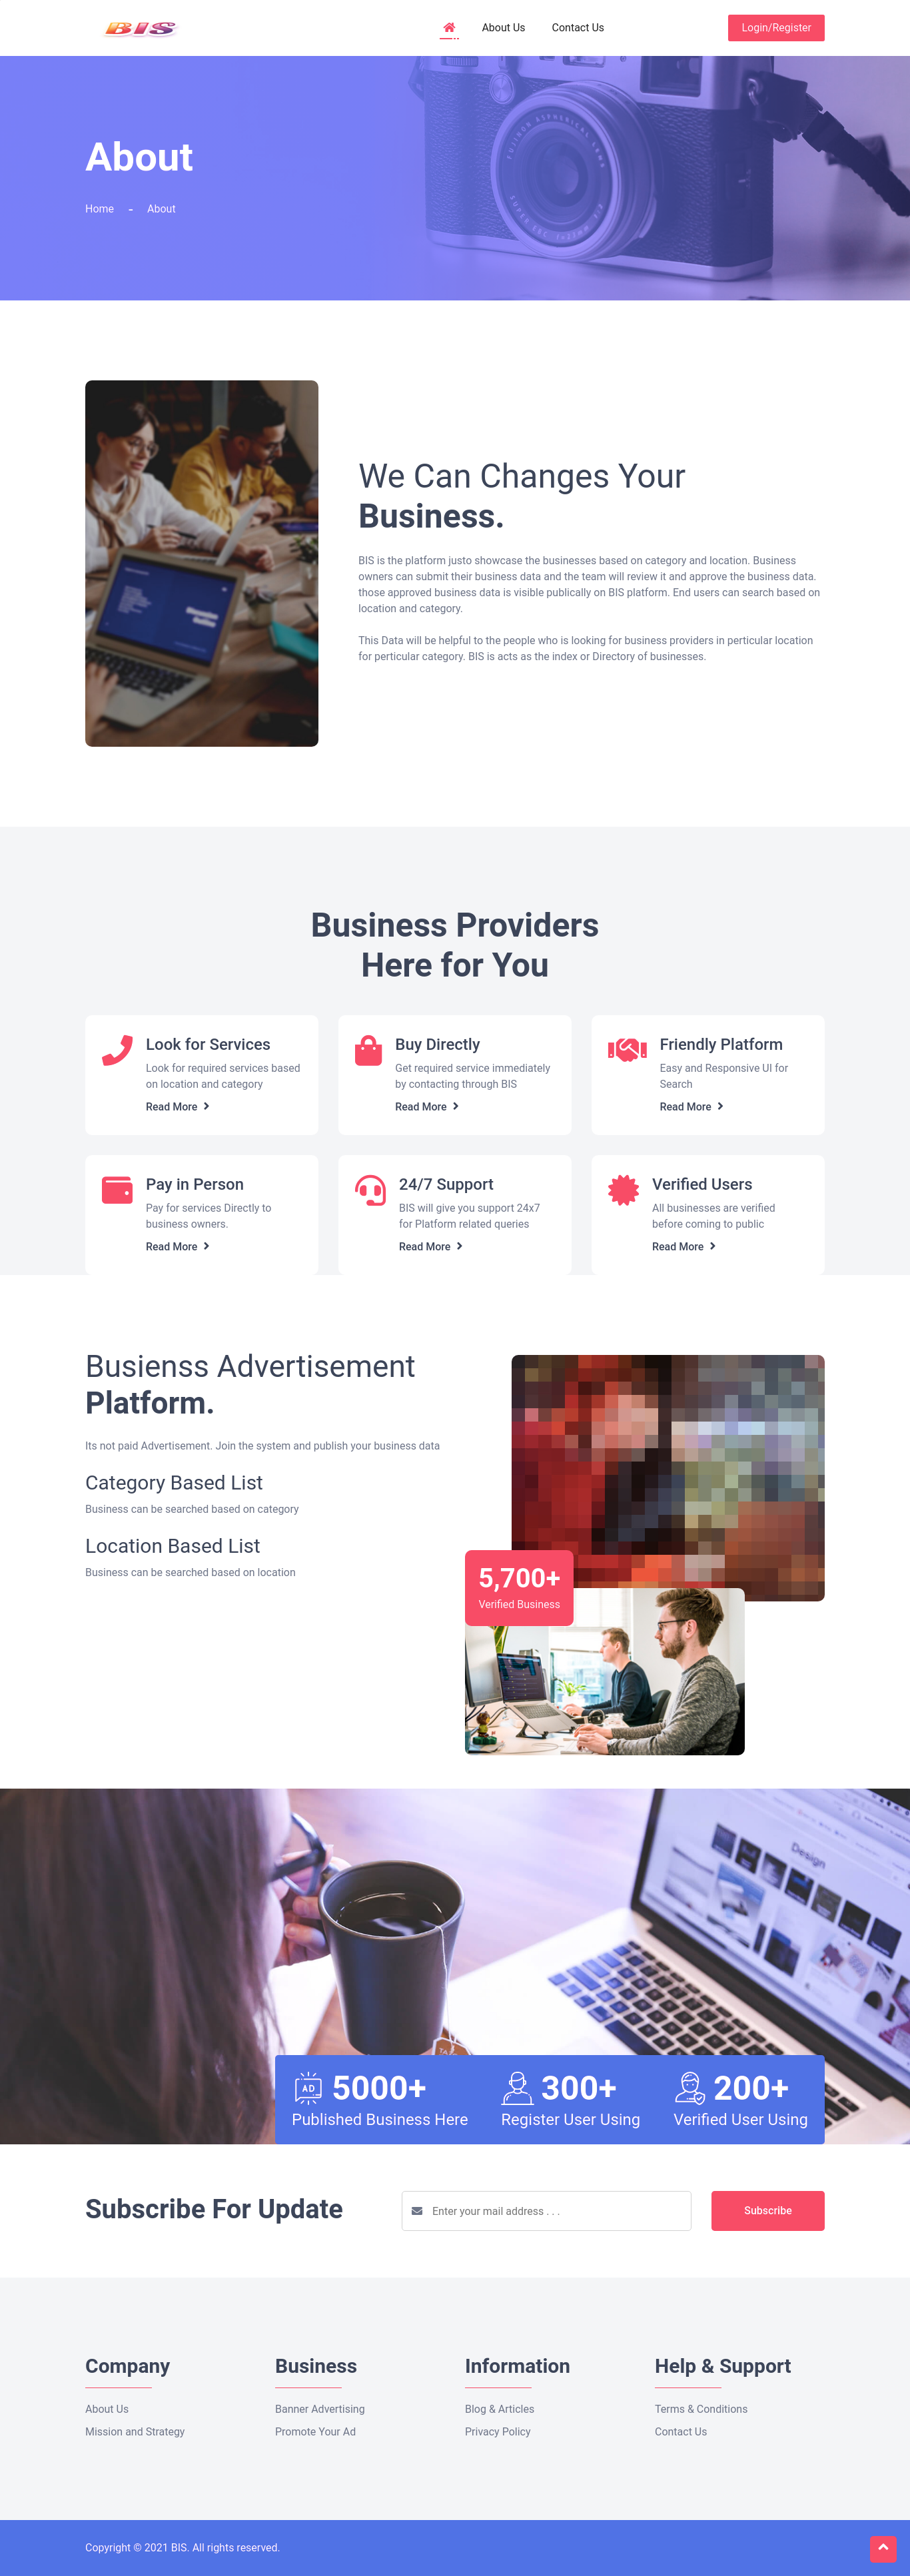 BIS
About Us
Contact Us
Login/Register
About
Home - About
We Can Changes Your
Business.
BIS is the platform justo showcase the businesses based on category and location. Business
owners can submit their business data and the team will review it and approve the business data.
those approved business data is visible publically on BIS platform. End users can search based on
location and category.
This Data will be helpful to the people who is looking for business providers in perticular location
for perticular category. BIS is acts as the index or Directory of businesses.
Business Providers
Here for You
Look for Services
Look for required services based
on location and category
Read More
Buy Directly
Get required service immediately
by contacting through BIS
Read More
Friendly Platform
Easy and Responsive UI for
Search
Read More
Pay in Person
Pay for services Directly to
business owners.
Read More
24/7 Support
BIS will give you support 24x7
for Platform related queries
Read More
Verified Users
All businesses are verified
before coming to public
Read More
Busienss Advertisement
Platform.
Its not paid Advertisement. Join the system and publish your business data
Category Based List
Business can be searched based on category
Location Based List
Business can be searched based on location
5,700+
Verified Business
Design
AD
5000+
Published Business Here
300+
Register User Using
200+
Verified User Using
Subscribe For Update
Enter your mail address . . .
Subscribe
Company
About Us
Mission and Strategy
Business
Banner Advertising
Promote Your Ad
Information
Blog & Articles
Privacy Policy
Help & Support
Terms & Conditions
Contact Us
Copyright © 2021 BIS. All rights reserved.